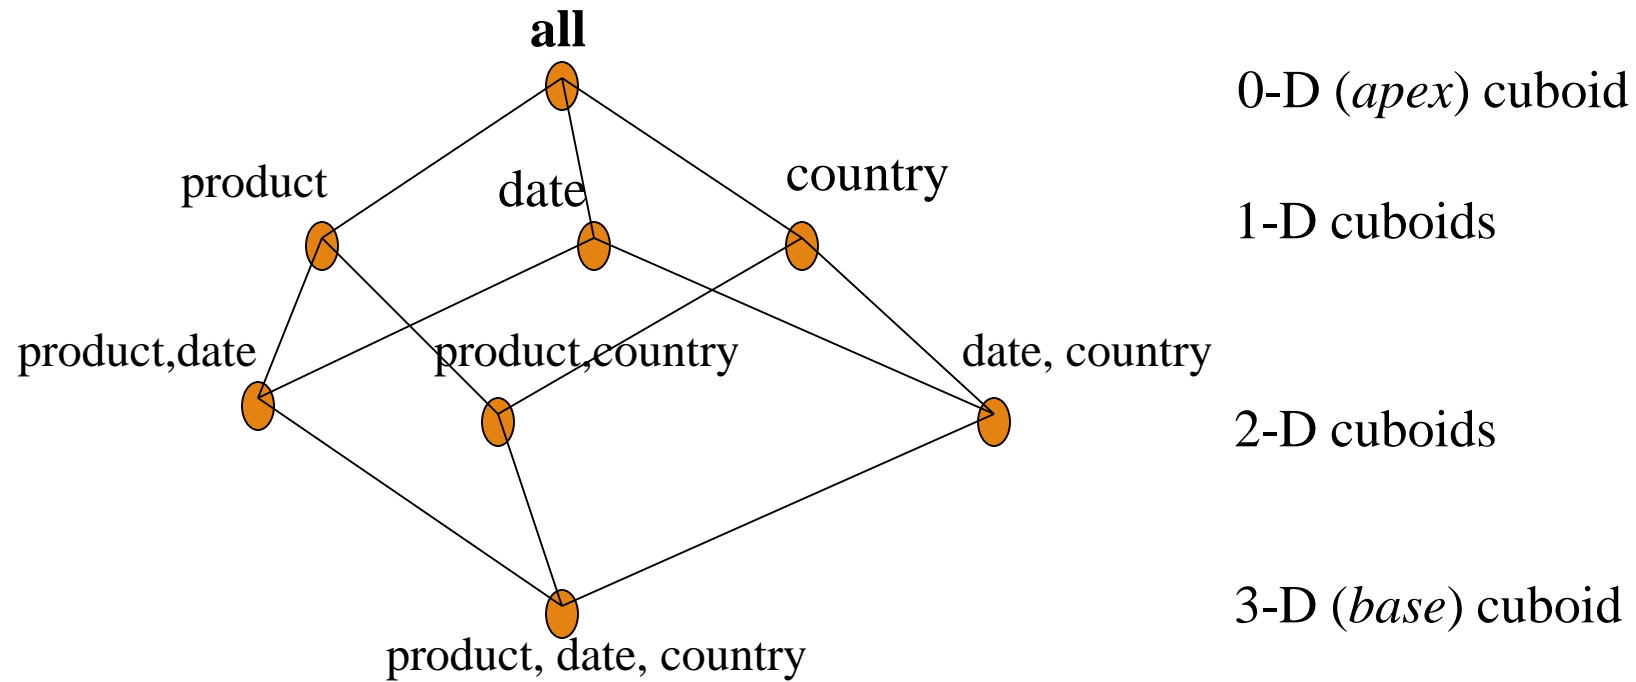 all
0-D (apex) cuboid
product
date
country
1-D cuboids
product,date
product,country
date, country
2-D cuboids
3-D (base) cuboid
product, date, country